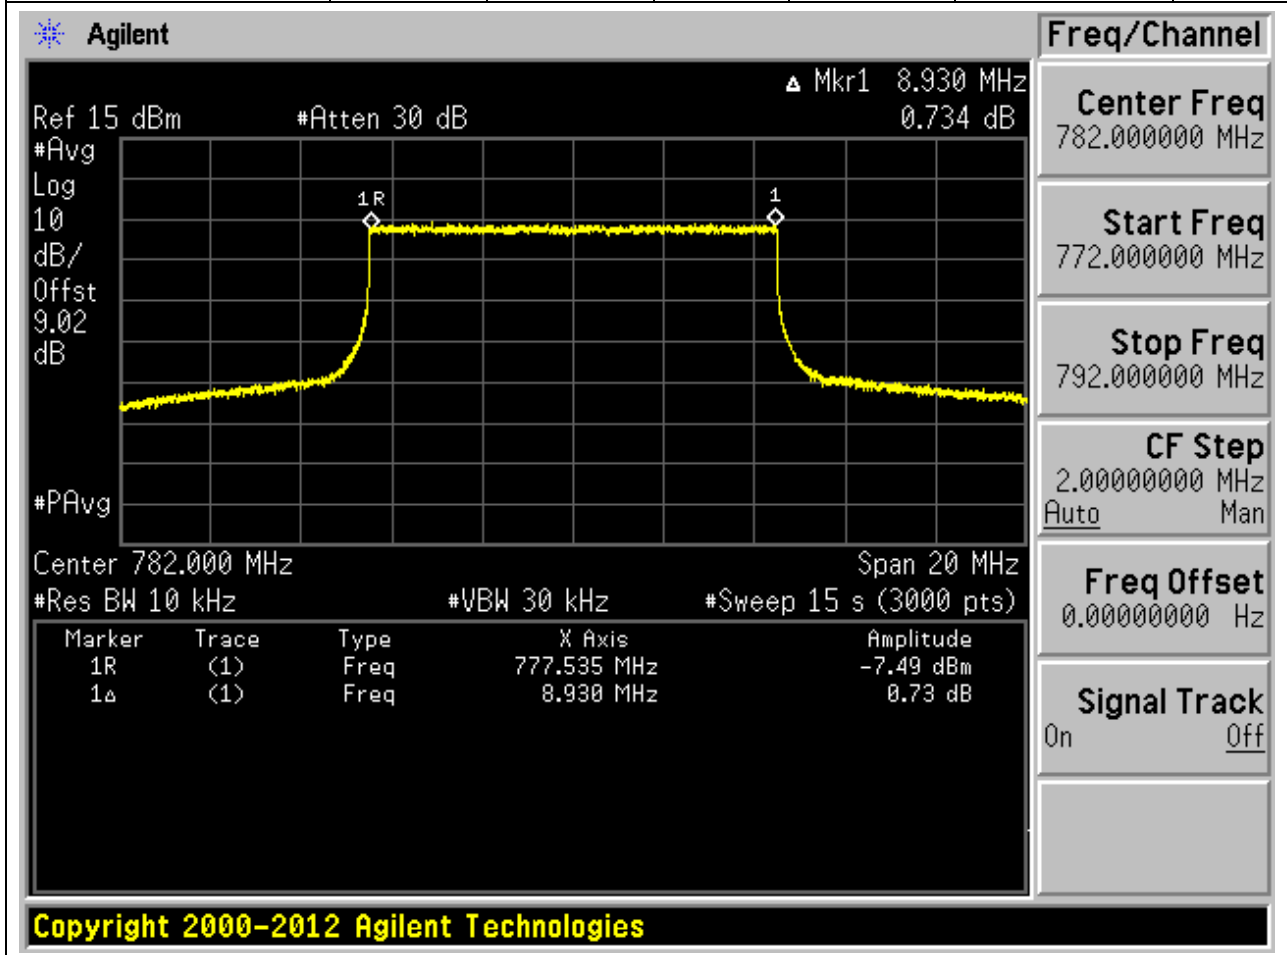 Agilent
Freq/Channel
Δ Mkr1 8.930 MHz
Ref 15 dBm #Atten 30 dB 0.734 dB
#Avg
Log
10
dB/
Offst
9.02
dB
1R
1
#PAvg
Center 782.000 MHz Span 20 MHz
#Res BW 10 kHz #VBW 30 kHz #Sweep 15 s (3000 pts)
Marker Trace Type X Axis Amplitude
1R (1) Freq 777.535 MHz -7.49 dBm
1Δ (1) Freq 8.930 MHz 0.73 dB
Center Freq
782.000000 MHz
Start Freq
772.000000 MHz
Stop Freq
792.000000 MHz
CF Step
2.00000000 MHz
Auto Man
Freq Offset
0.00000000 Hz
Signal Track
On Off
Copyright 2000-2012 Agilent Technologies